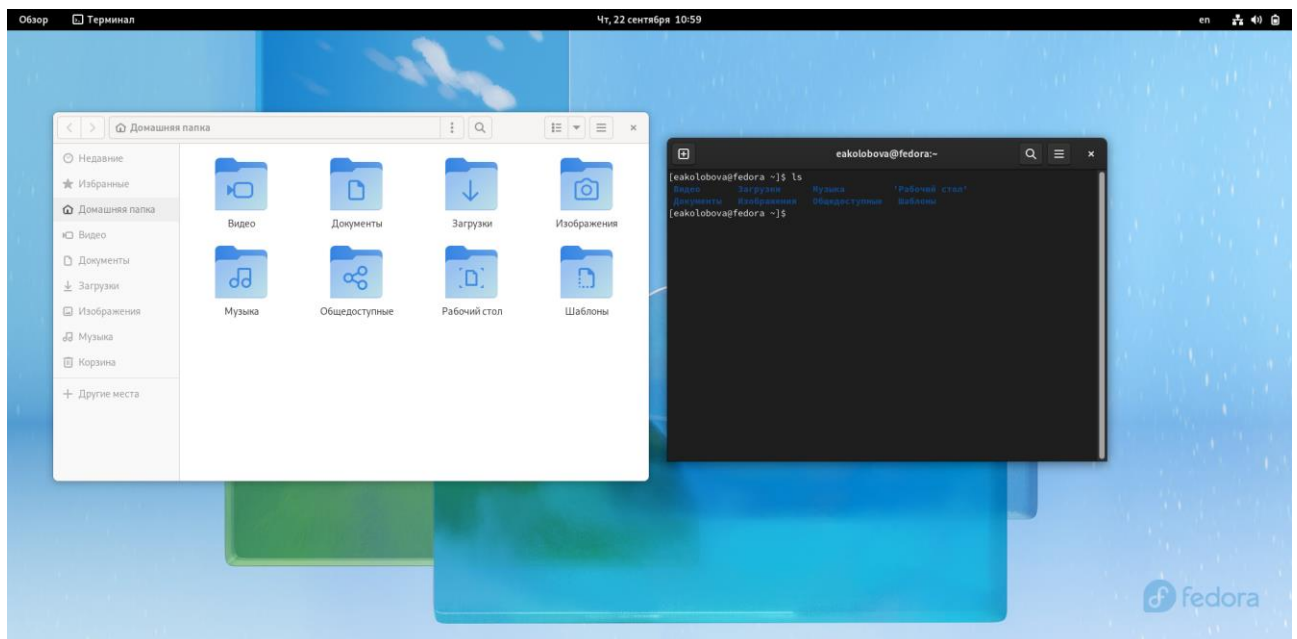 Обзор Терминал Чт, 22 сентября 10:59 en
Домашняя папка
Недавние
Избранные
Домашняя папка
Видео
Документы
Загрузки
Изображения
Музыка
Корзина
Другие места
Видео Документы Загрузки Изображения
Музыка Общедоступные Рабочий стол Шаблоны
eakolobova@fedora:~
[eakolobova@fedora ~]$ ls
Видео Загрузки Музыка 'Рабочий стол'
Документы Изображения Общедоступные Шаблоны
[eakolobova@fedora ~]$
fedora